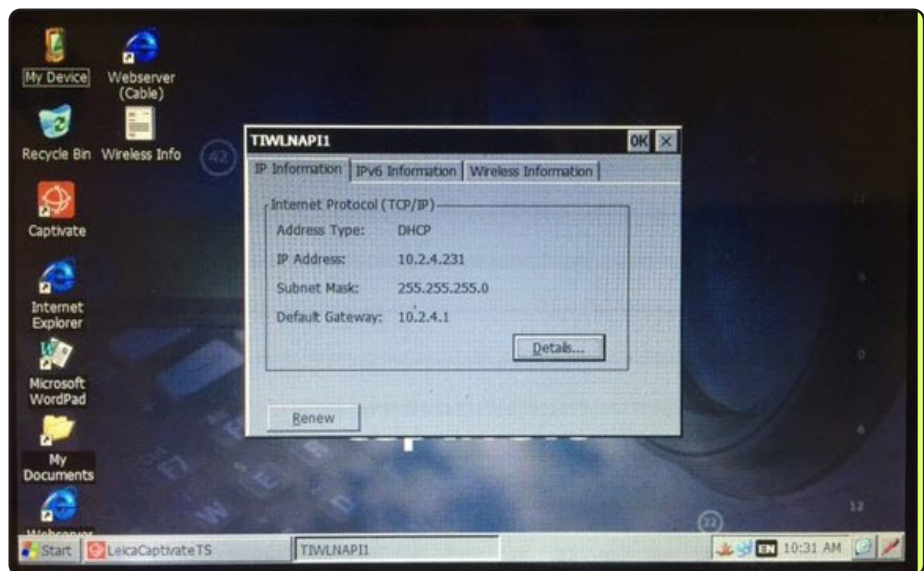 My Device
Webserver
(Cable)
Recycle Bin
Wireless Info
42
Captivate
Internet
Explorer
Microsoft
WordPad
My
Documents
TIWLNAPI1
OK
IP Information
IPv6 Information
Wireless Information
Internet Protocol (TCP/IP)
Address Type: DHCP
IP Address: 10.2.4.231
Subnet Mask: 255.255.255.0
Default Gateway: 10.2.4.1
Details...
Renew
12
Start
LeicaCaptivateTS
TIWLNAPI1
EN
10:31 AM